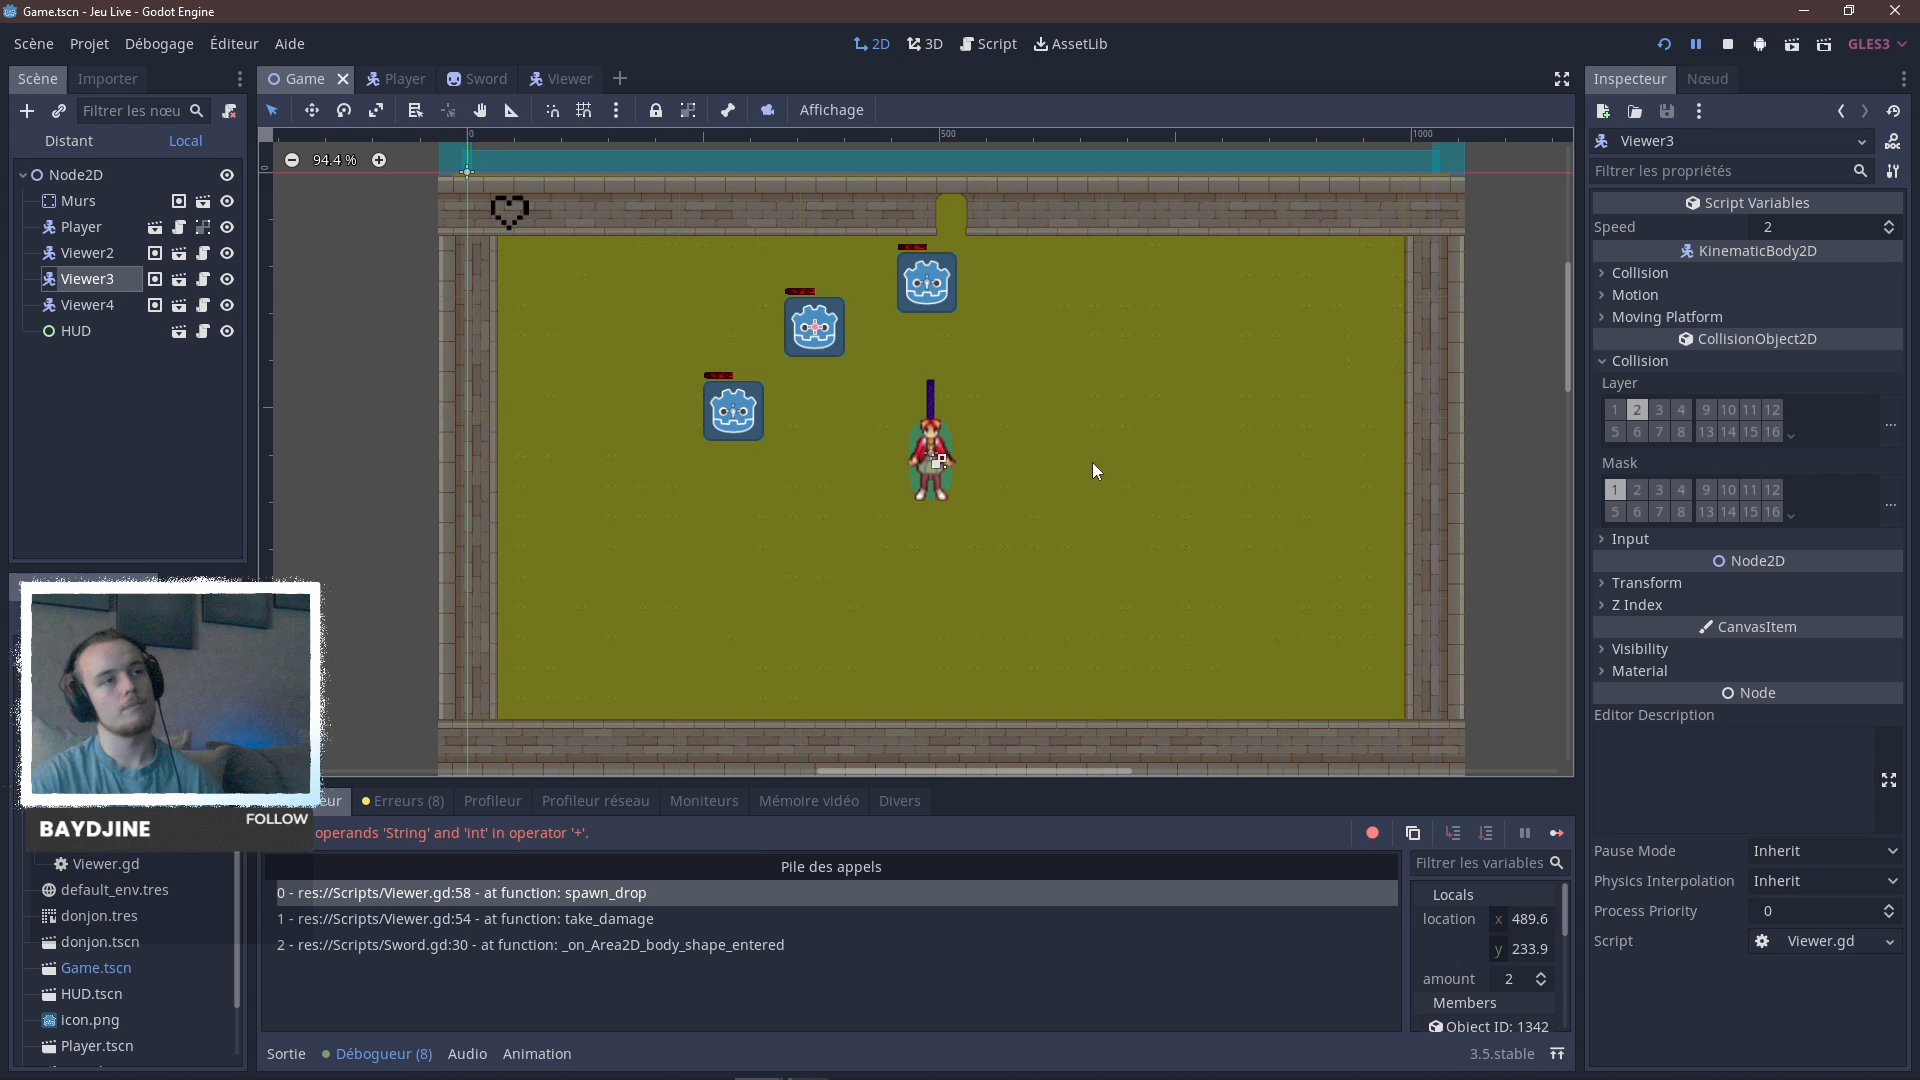 Game.tscn - Jeu Live - Godot Engine
Scène Projet Débogage Éditeur Aide
2D 3D Script AssetLib
GLES3
Scène Importer
Game Player Sword Viewer
Inspecteur Nœud
Filtrer les nœu
Affichage
Distant Local
Viewer3
Filtrer les propriétés
Node2D
Murs
Player
Viewer2
Viewer3
Viewer4
HUD
0 500 1000
0
94.4 %
Script Variables
Speed 2
KinematicBody2D
Collision
Motion
Moving Platform
CollisionObject2D
Collision
Layer
1 2 3 4 9 10 11 12
5 6 7 8 13 14 15 16
...
Mask
1 2 3 4 9 10 11 12
5 6 7 8 13 14 15 16
...
Input
Node2D
Transform
Z Index
CanvasItem
Visibility
Material
Node
Editor Description
Pause Mode Inherit
Physics Interpolation Inherit
Process Priority 0
Script Viewer.gd
BAYDJINE
FOLLOW
Viewer.gd
default_env.tres
donjon.tres
donjon.tscn
Game.tscn
HUD.tscn
icon.png
Player.tscn
eur Erreurs (8) Profileur Profileur réseau Moniteurs Mémoire vidéo Divers
operands 'String' and 'int' in operator '+'.
Pile des appels
0 - res://Scripts/Viewer.gd:58 - at function: spawn_drop
1 - res://Scripts/Viewer.gd:54 - at function: take_damage
2 - res://Scripts/Sword.gd:30 - at function: _on_Area2D_body_shape_entered
Filtrer les variables
Locals
location x 489.6
y 233.9
amount 2
Members
Object ID: 1342
Sortie Débogueur (8) Audio Animation
3.5.stable